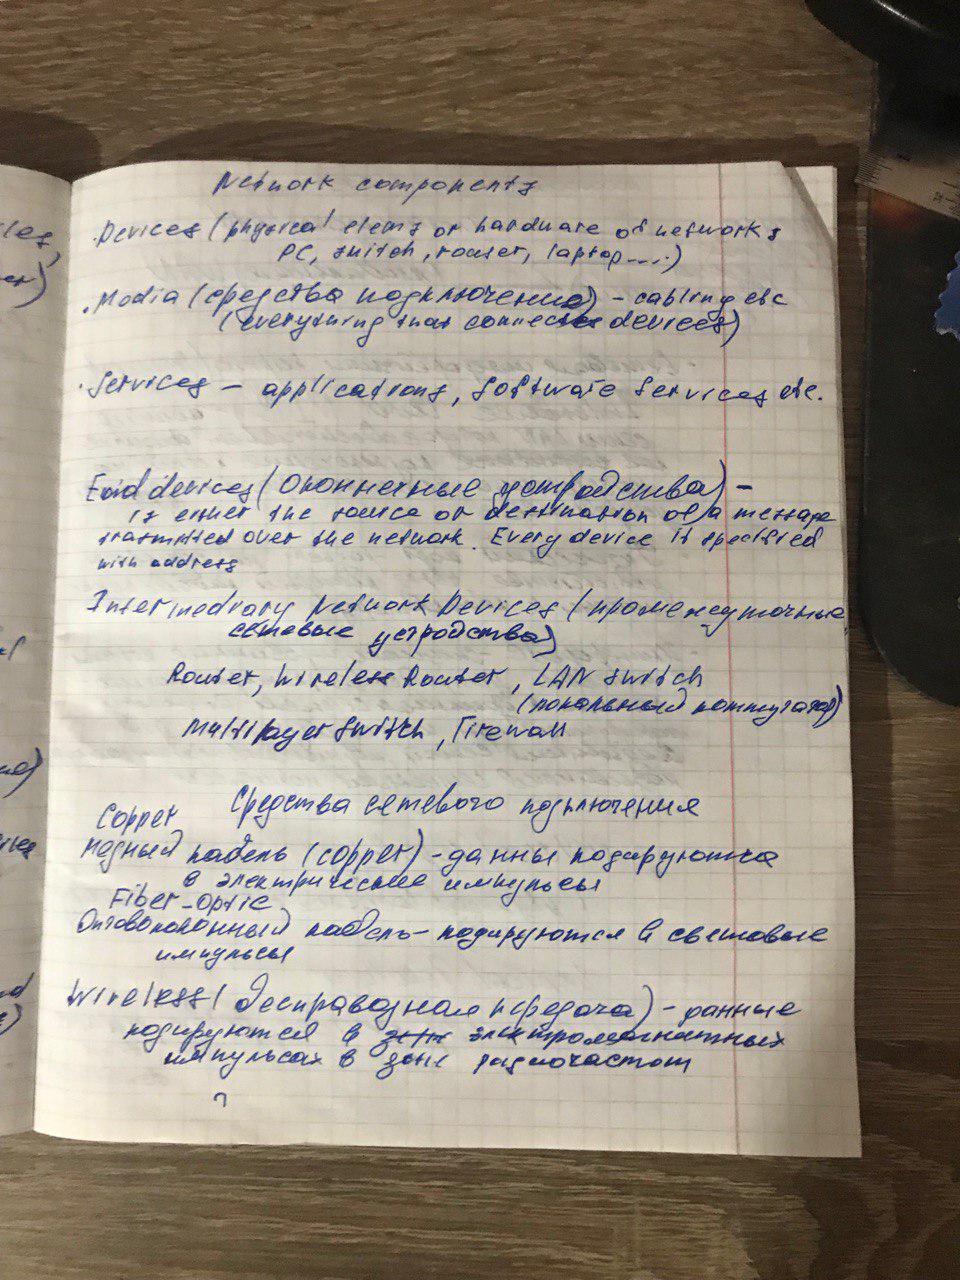 Network components
. Devices (physical elems or hardware of networks
PC, switch, router, laptop....)
. Media (средства подключения) - cabling etc
(everything that connects devices)
. Services - applications, Software Services etc.
End devices (Оконечные устройства) -
is either the source or destination of a message
transmitted over the network. Every device is specified
with address
Intermediary Network Devices (промежуточные
сетевые устройства)
Router, Wireless Router, LAN switch
(локальный коммутатор)
Multilayer Switch, Firewall
Средства сетевого подключения
Copper
Медный кабель (copper) - данны кодируются
в электрические импульсы
Fiber-optic
Оптоволоконный кабель - кодируются в световые
импульсы
Wireless (беспроводная передача) - данные
кодируются в электромагнитных
импульсах в зоне радиочастот